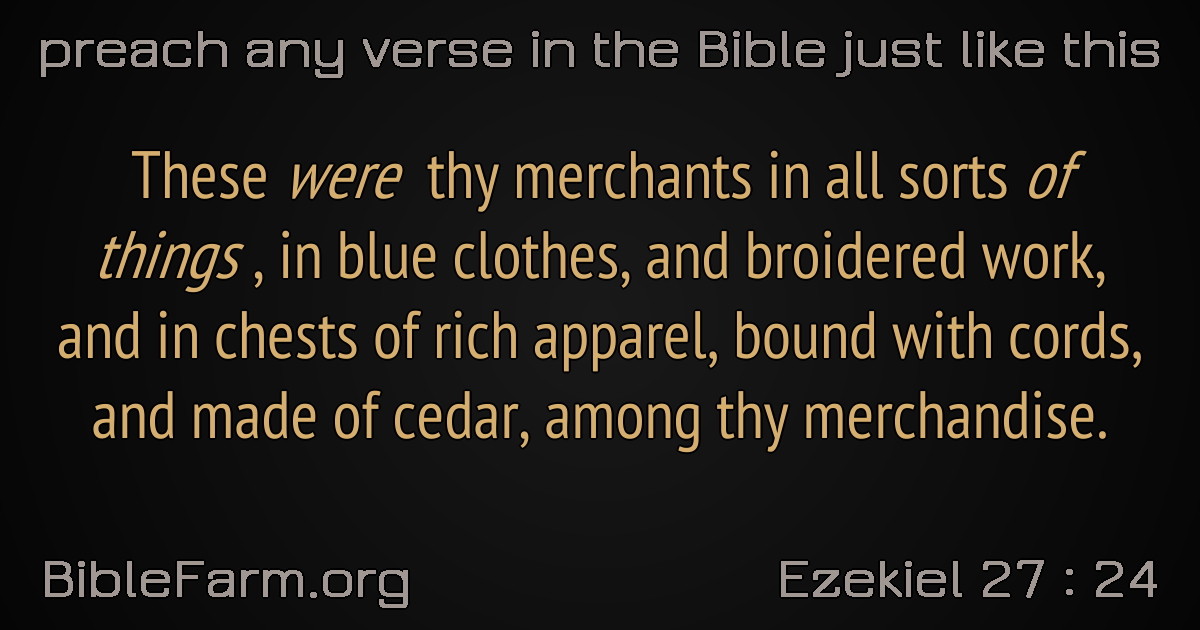 preach any verse in the Bible just like this
These were thy merchants in all sorts of
things , in blue clothes, and broidered work,
and in chests of rich apparel, bound with cords,
and made of cedar, among thy merchandise.
BibleFarm.org
Ezekiel 27 : 24